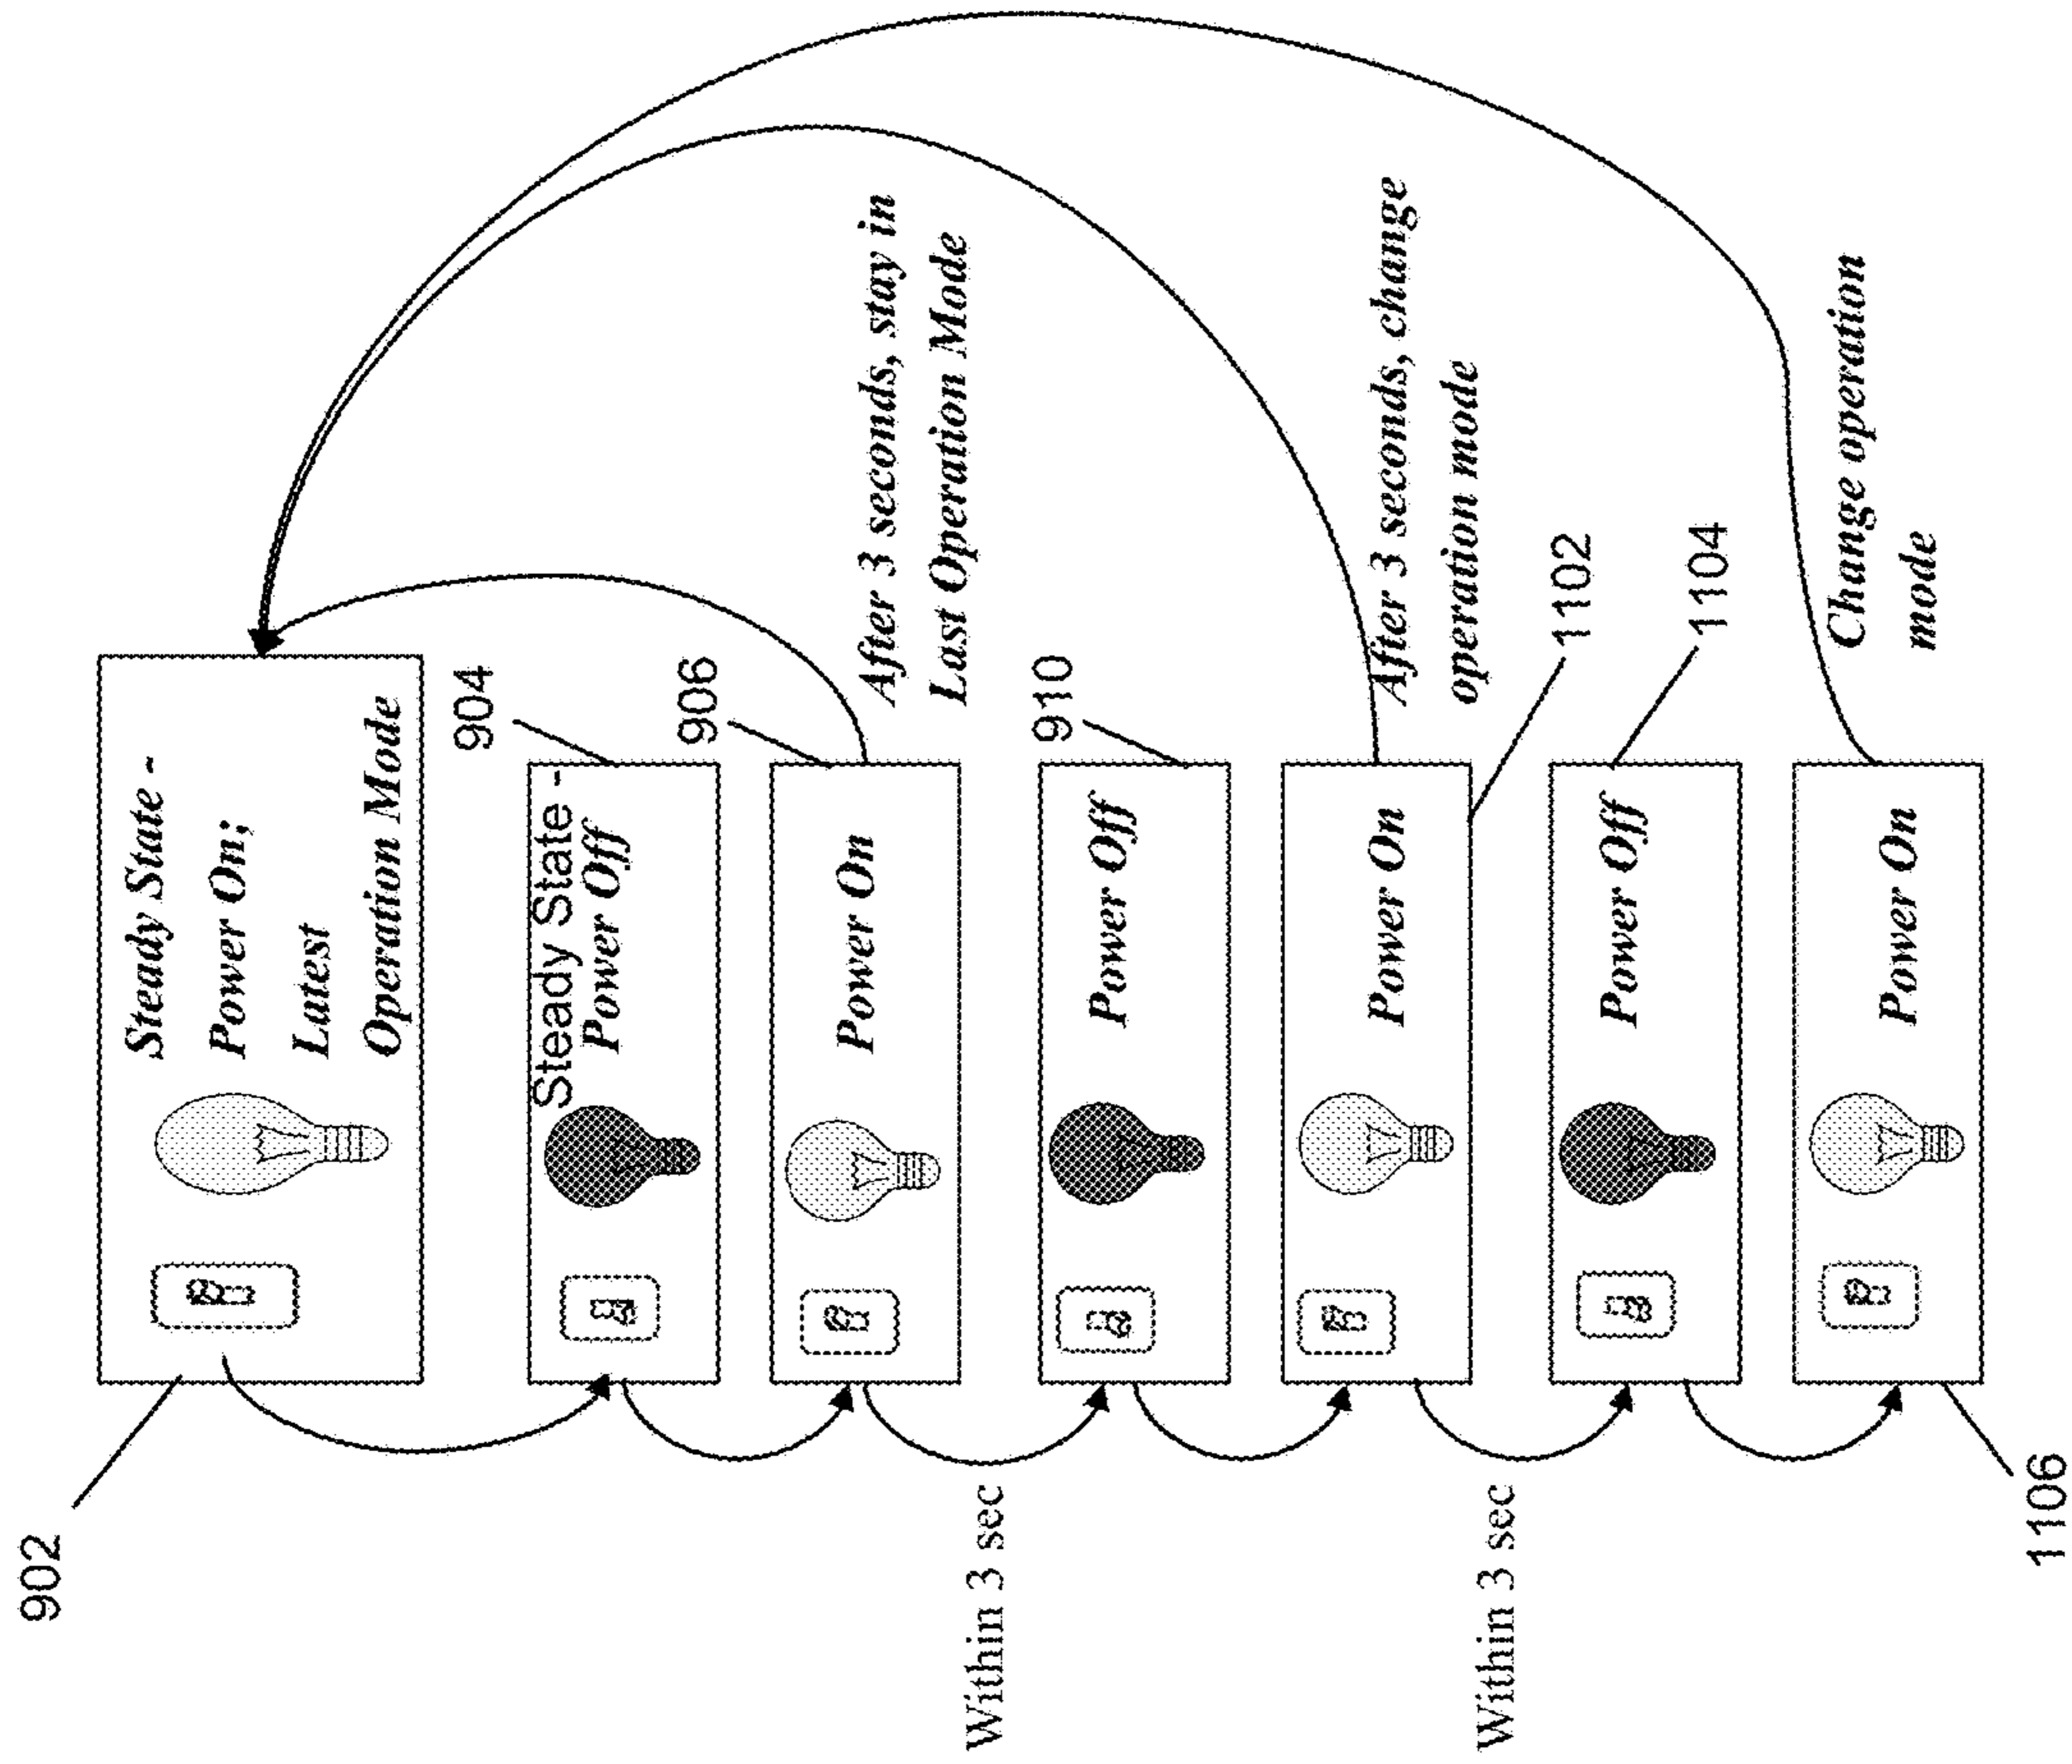 902
Steady State -
Power On;
Latest
Operation Mode
904
Steady State -
Power Off
906
Power On
After 3 seconds, stay in
Last Operation Mode
Within 3 sec
910
Power Off
Power On
After 3 seconds, change
operation mode
1102
Within 3 sec
1104
Power Off
Power On
Change operation
mode
1106